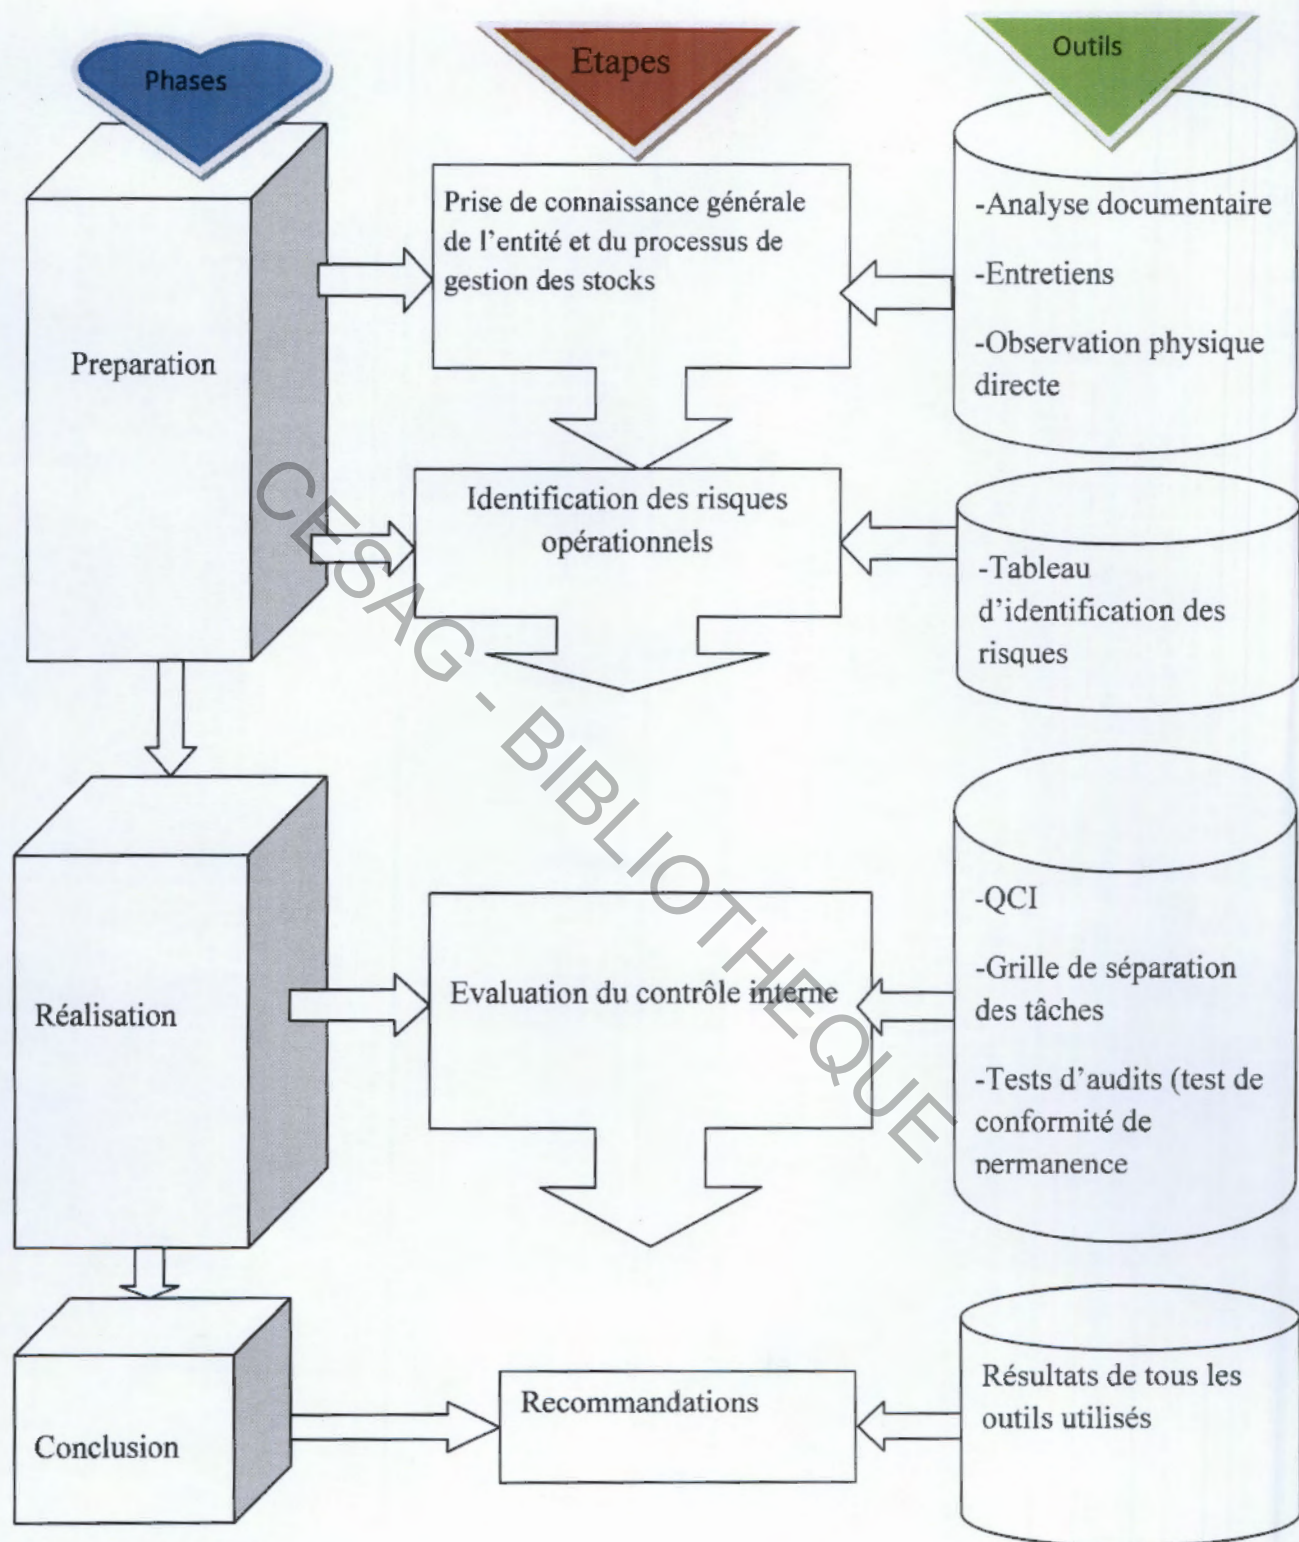 Phases
Etapes
Outils
Preparation
Prise de connaissance générale
de l'entité et du processus de
gestion des stocks
-Analyse documentaire
-Entretiens
-Observation physique
directe
Identification des risques
opérationnels
-Tableau
d'identification des
risques
Réalisation
Evaluation du contrôle interne
-QCI
-Grille de séparation
des tâches
-Tests d'audits (test de
conformité de
permanence
Conclusion
Recommandations
Résultats de tous les
outils utilisés
CESAG - BIBLIOTHEQUE